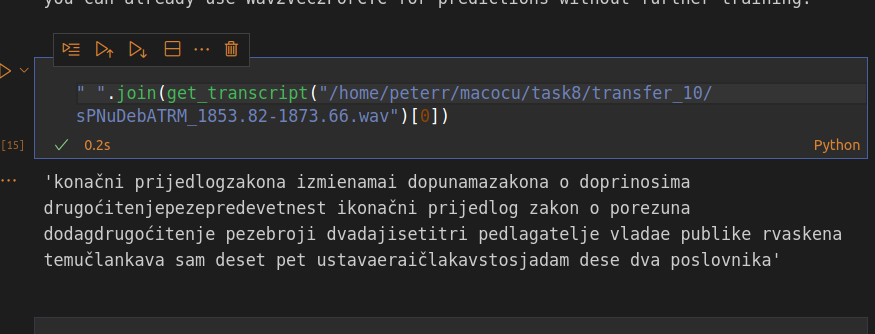 you can already use Wav2Vec2ForCTC for predictions without further training.
" ".join(get_transcript("/home/peterr/macocu/task8/transfer_10/
sPNuDebATRM_1853.82-1873.66.wav")[0])
[15]
0.2s
Python
'konačni prijedlogzakona izmienamai dopunamazakona o doprinosima
drugoćitenjepezepredevetnest ikonačni prijedlog zakon o porezuna
dodagdrugoćitenje pezebroji dvadajisetitri pedlagatelje vladae publike rvaskena
temučlankava sam deset pet ustavaeraičlakavstosjadam dese dva poslovnika'